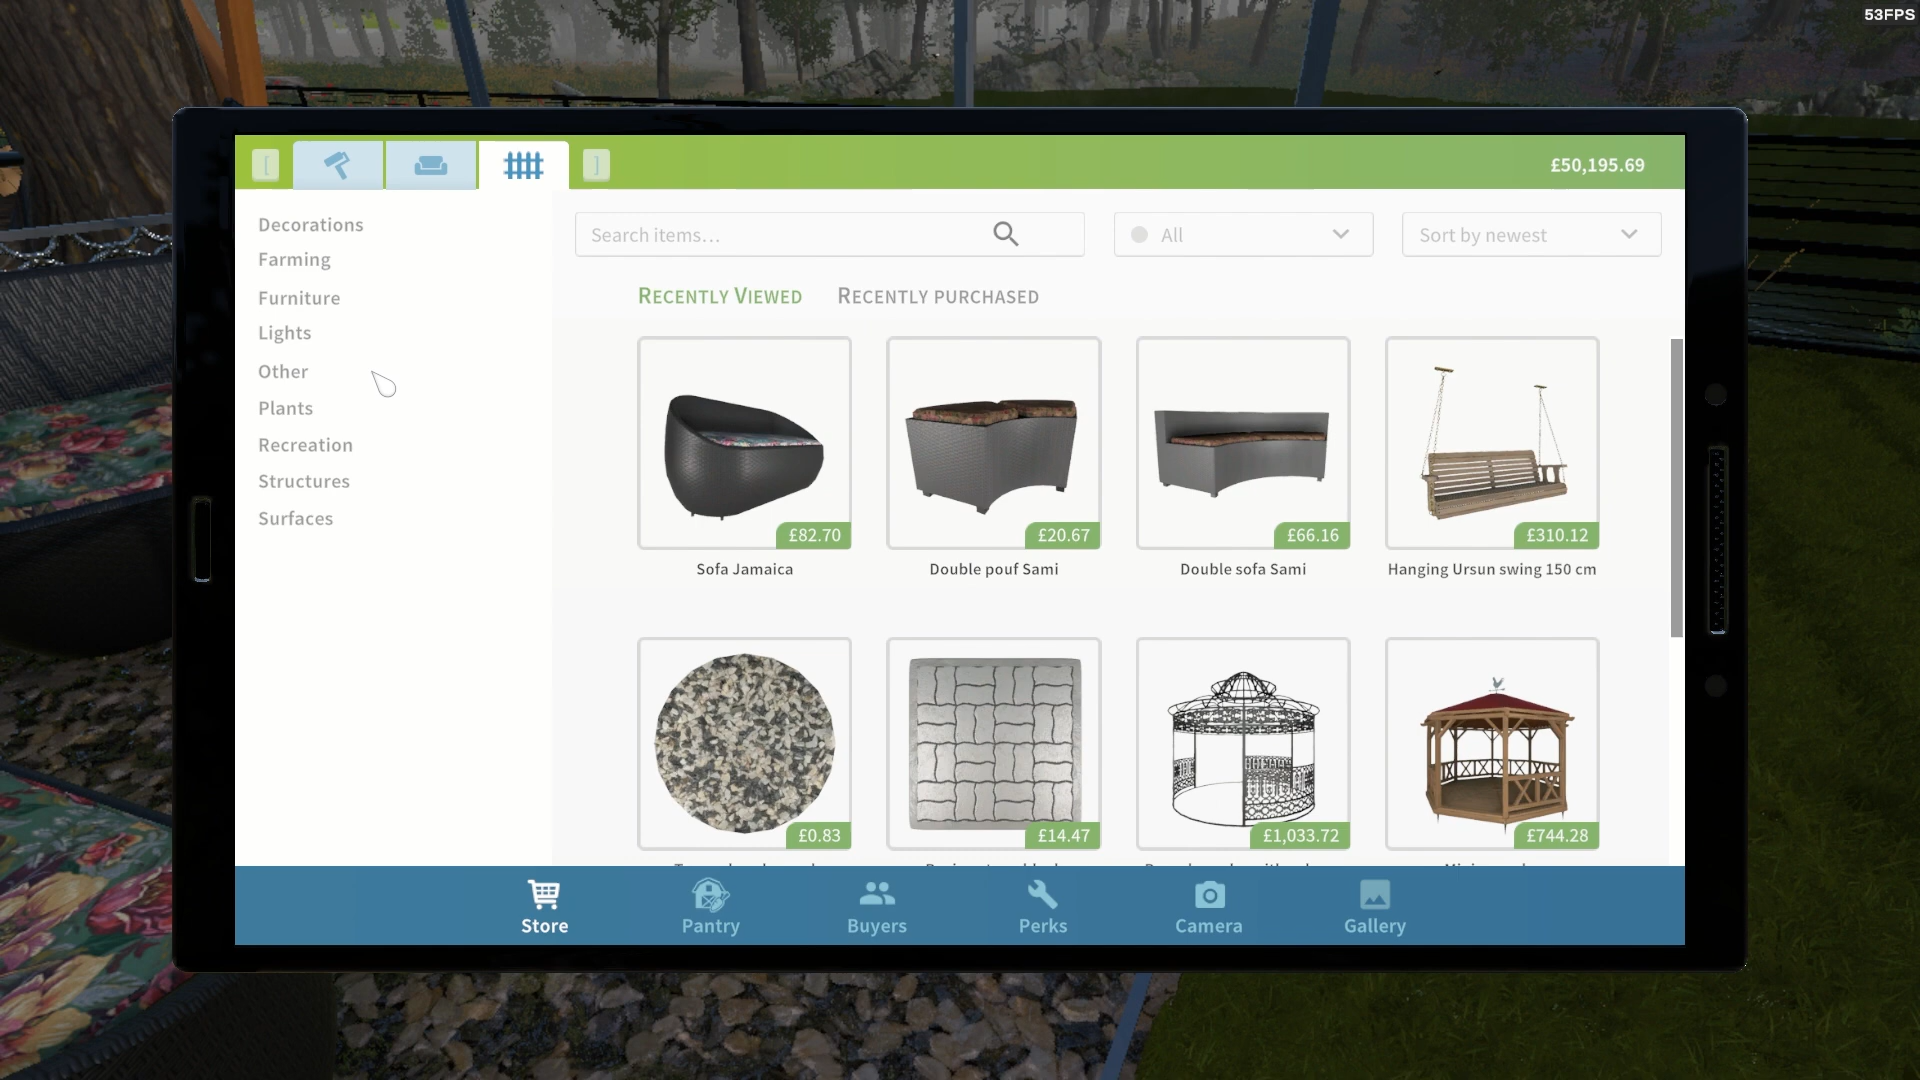 53FPS
[
]
£50,195.69
Decorations
Farming
Furniture
Lights
Other
Plants
Recreation
Structures
Surfaces
Search items...
All
Sort by newest
RECENTLY VIEWED
RECENTLY PURCHASED
£82.70
£20.67
£66.16
£310.12
Sofa Jamaica
Double pouf Sami
Double sofa Sami
Hanging Ursun swing 150 cm
£0.83
£14.47
£1,033.72
£744.28
Store
Pantry
Buyers
Perks
Camera
Gallery